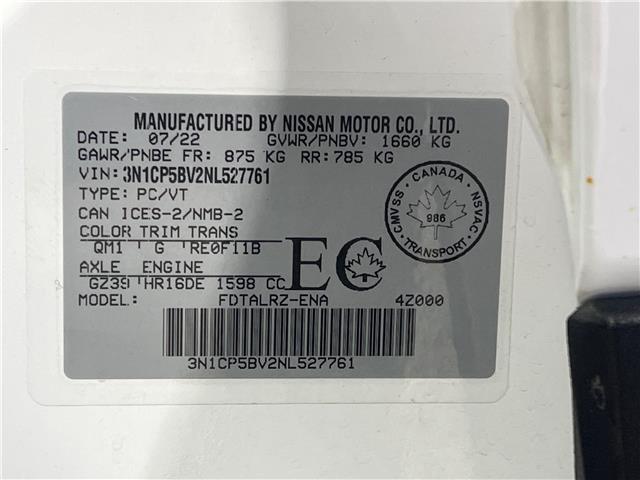 MANUFACTURED BY NISSAN MOTOR CO., LTD.
DATE: 07/22 GVWR/PNBV: 1660 KG
GAWR/PNBE FR: 875 KG RR: 785 KG
VIN: 3N1CP5BV2NL527761
TYPE: PC/VT
CAN ICES-2/NMB-2
COLOR TRIM TRANS
QM1 G RE0F11B
AXLE ENGINE
GZ39 HR16DE 1598 CC
EC
CANADA
CMVSS NSVAC
986
TRANSPORT
MODEL: FDTALRZ-ENA 4Z000
3N1CP5BV2NL527761